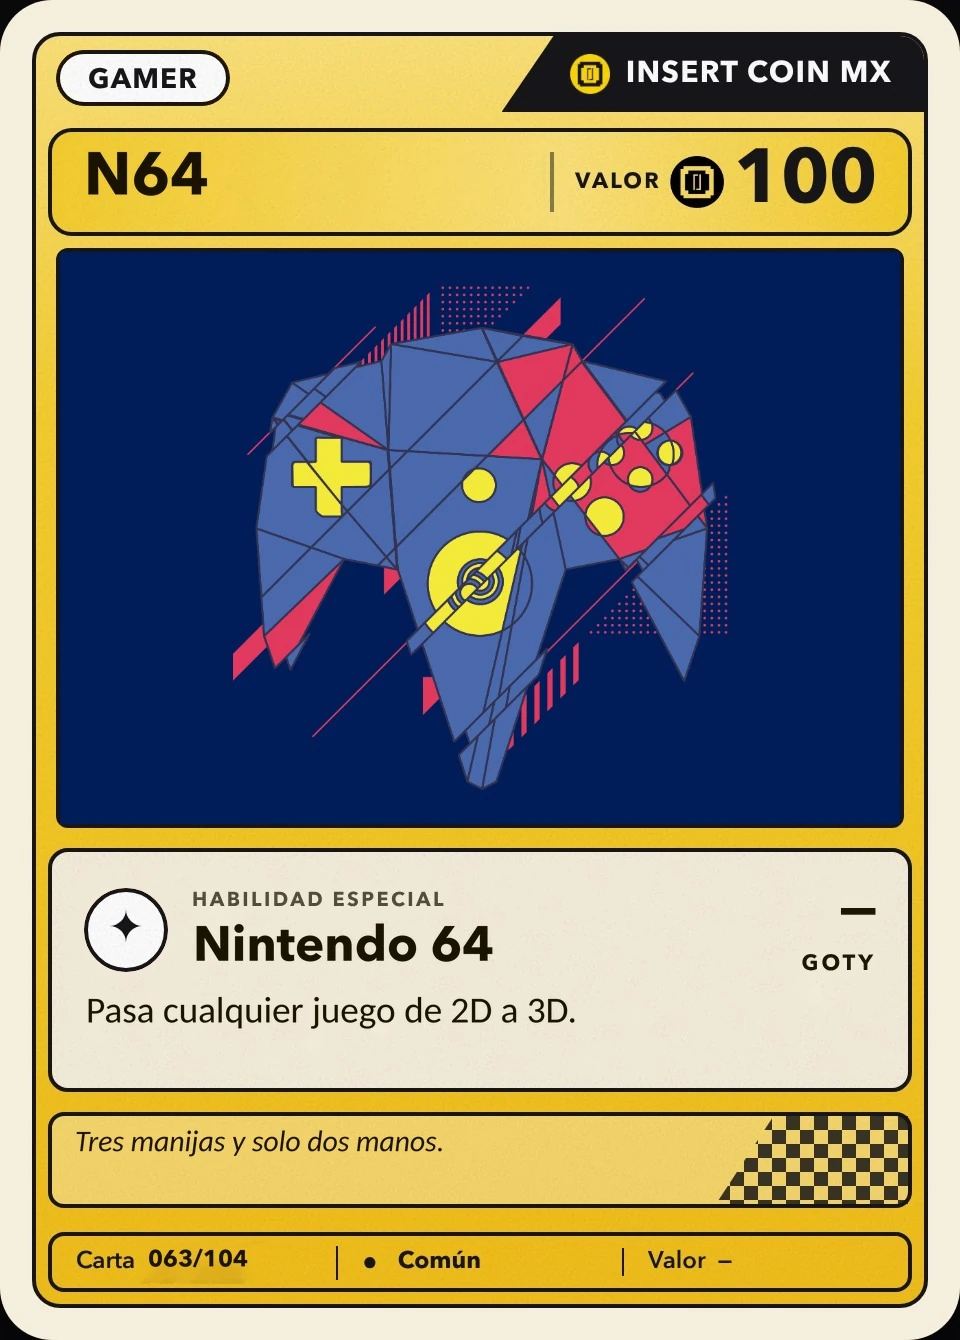 GAMER
INSERT COIN MX
N64
VALOR 100
HABILIDAD ESPECIAL
Nintendo 64
—
GOTY
Pasa cualquier juego de 2D a 3D.
Tres manijas y solo dos manos.
Carta 063/104
• Común
Valor –